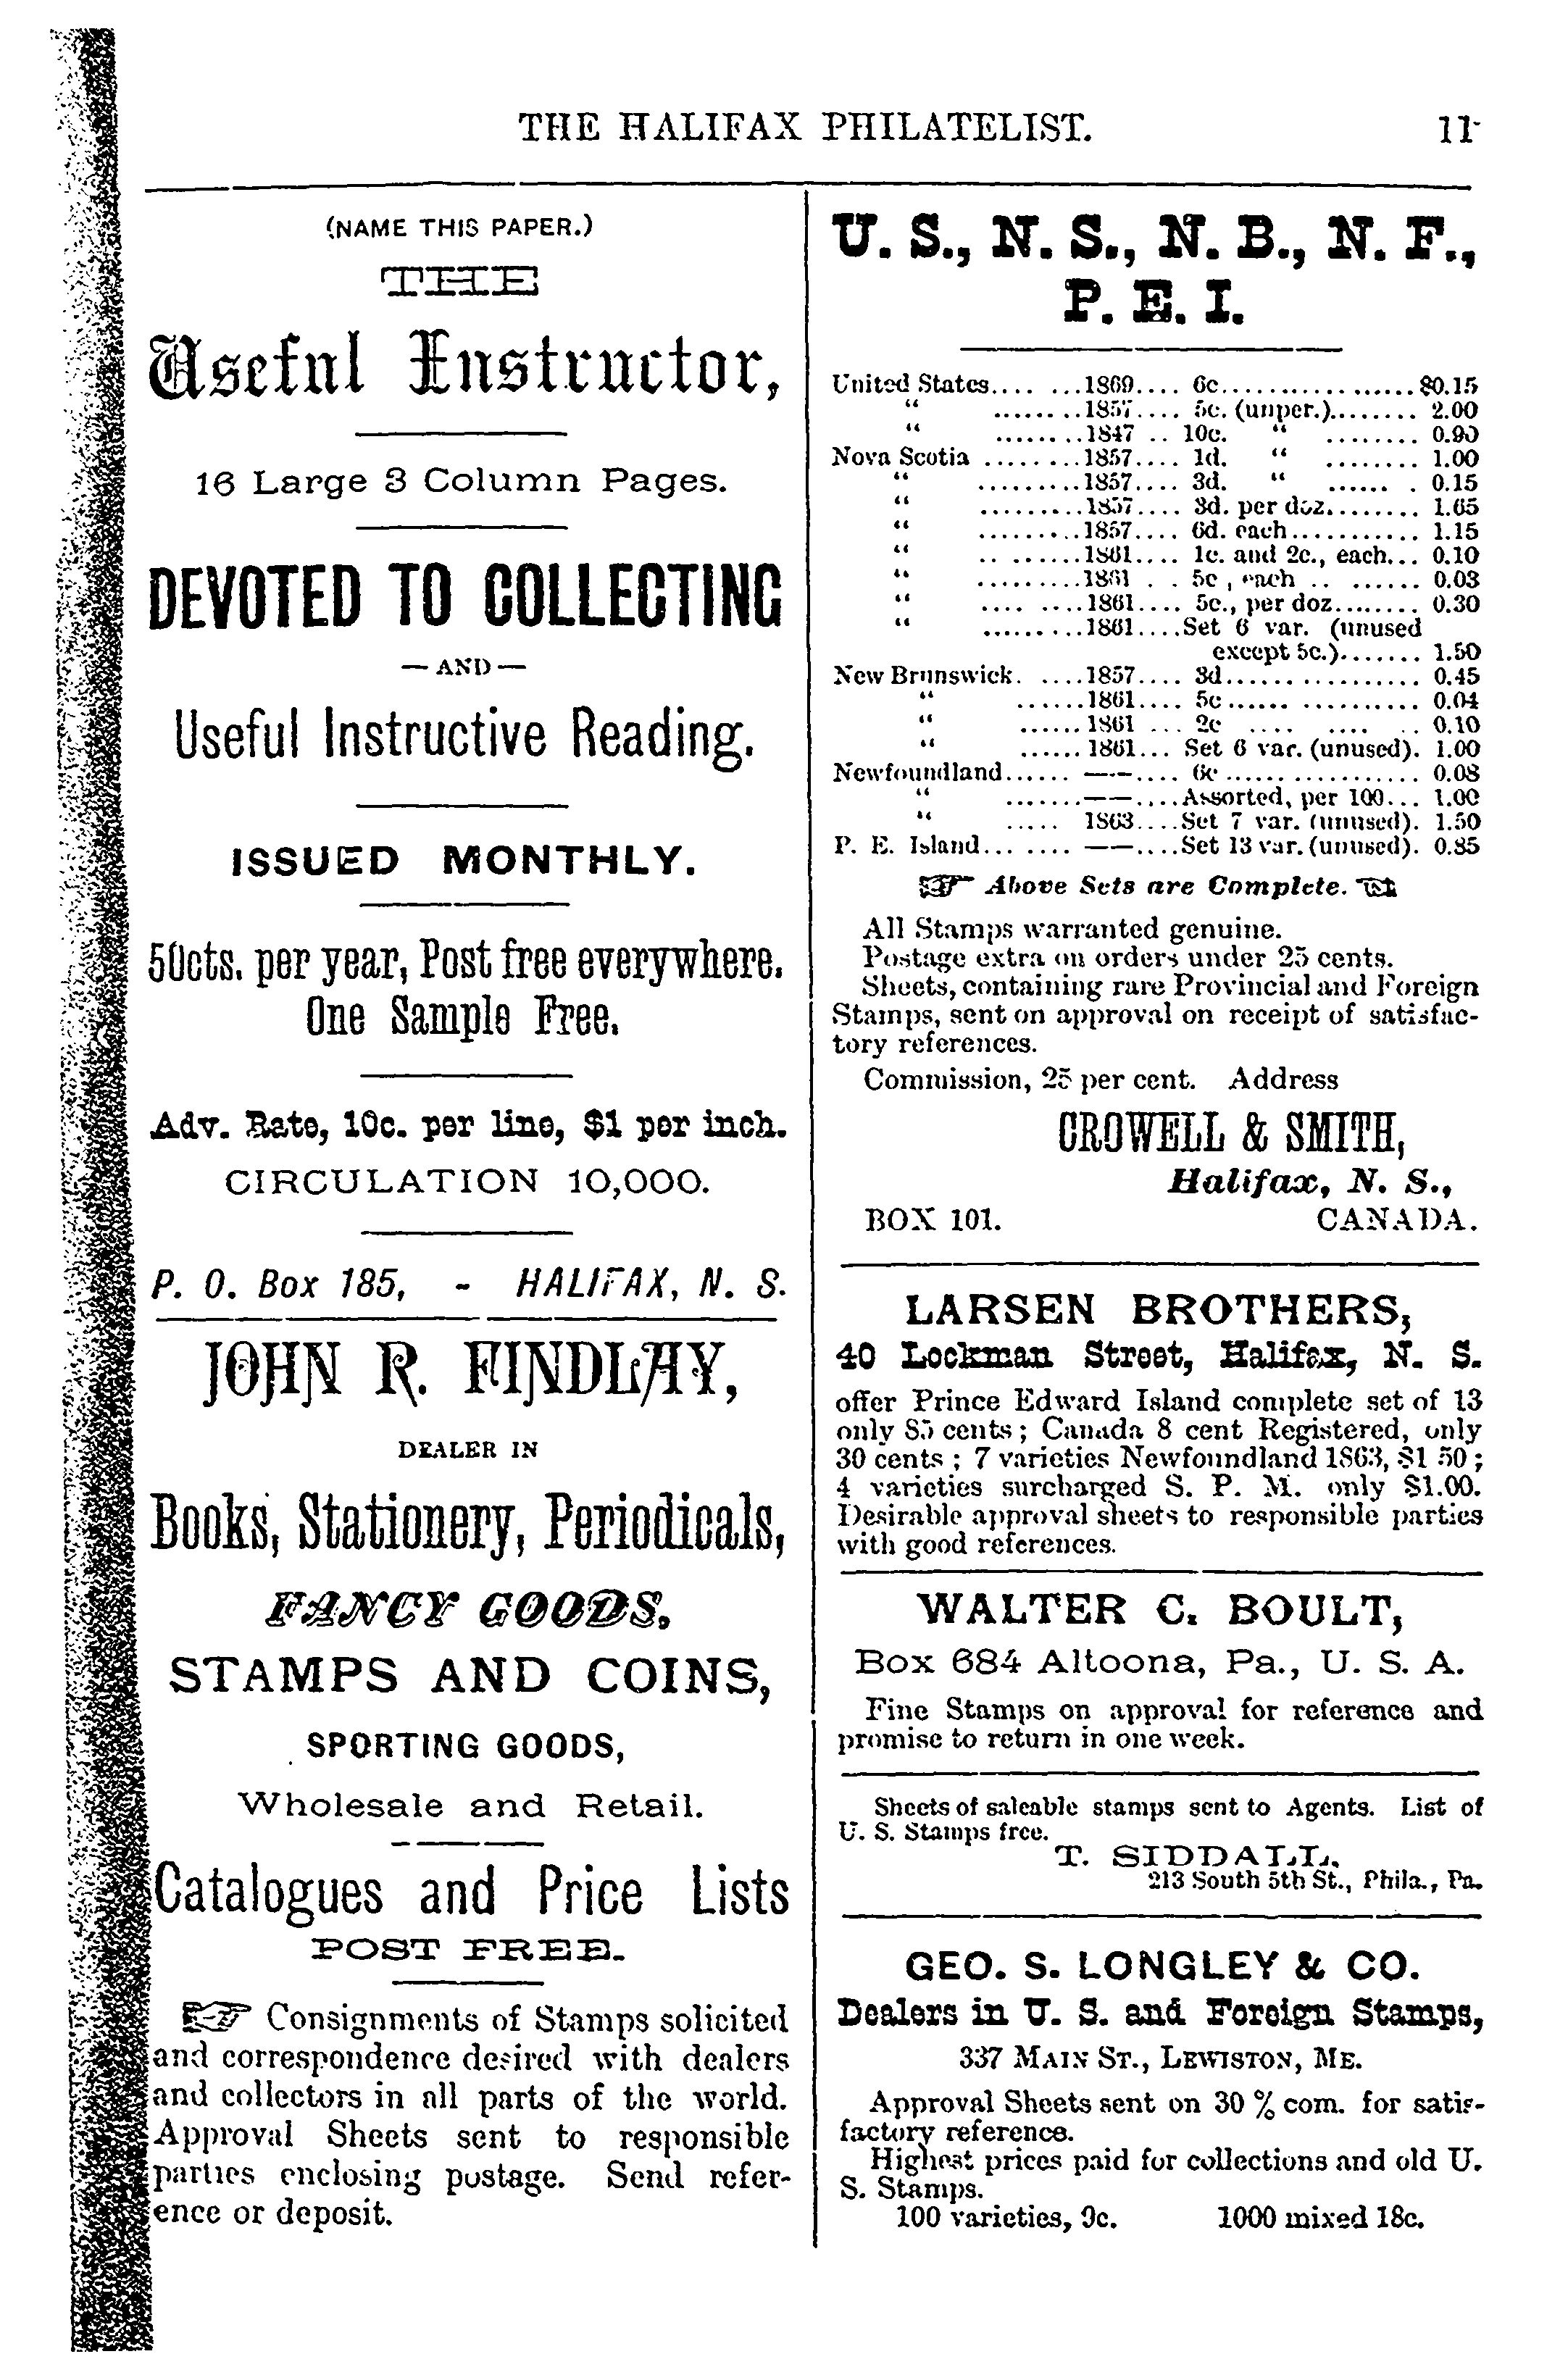 THE HALIFAX PHILATELIST. 11
(NAME THIS PAPER.)
THE
Useful Instructor,
16 Large 3 Column Pages.
DEVOTED TO COLLECTING
— AND —
Useful Instructive Reading.
ISSUED MONTHLY.
50cts. per year, Post free everywhere.
One Sample Free.
Adv. Rate, 10c. per line, $1 per inch.
CIRCULATION 10,000.
P. O. Box 185, - HALIFAX, N. S.
JOHN R. FINDLAY,
DEALER IN
Books, Stationery, Periodicals,
FANCY GOODS,
STAMPS AND COINS,
SPORTING GOODS,
Wholesale and Retail.
Catalogues and Price Lists
POST FREE.
☞ Consignments of Stamps solicited
and correspondence desired with dealers
and collectors in all parts of the world.
Approval Sheets sent to responsible
parties enclosing postage. Send refer-
ence or deposit.
U. S., N. S., N. B., N. F.,
P. E. I.
United States.... ...1869.... 6c..................$0.15
“ ........1857.... 5c. (unper.)........ 2.00
“ ........1847 .. 10c. “ ........ 0.90
Nova Scotia .........1857.... 1d. “ ........ 1.00
“ .........1857.... 3d. “ ...... . 0.15
“ .........1857.... 3d. per doz........ 1.65
“ .........1857.... 6d. each........... 1.15
“ .. ......1861.... 1c. and 2c., each... 0.10
“ .........1861 . . 5c , each .. ...... 0.03
“ .... ....1861.... 5c., per doz........ 0.30
“ .........1861....Set 6 var. (unused
except 5c.)....... 1.50
New Brunswick. ....1857.... 3d................. 0.45
“ ......1861.... 5c...... ........... 0.04
“ ......1861 ... 2c .... .... .. 0.10
“ ......1861... Set 6 var. (unused). 1.00
Newfoundland...... ——.... 6c ................. 0.08
“ .......——....Assorted, per 100... 1.00
“ ..... 1863....Set 7 var. (unused). 1.50
P. E. Island... .... ——....Set 13 var. (unused). 0.85
☞ Above Sets are Complete. ☜
All Stamps warranted genuine.
Postage extra on orders under 25 cents.
Sheets, containing rare Provincial and Foreign
Stamps, sent on approval on receipt of satisfac-
tory references.
Commission, 25 per cent. Address
CROWELL & SMITH,
Halifax, N. S.,
BOX 101. CANADA.
LARSEN BROTHERS,
40 Lockman Street, Halifax, N. S.
offer Prince Edward Island complete set of 13
only 85 cents ; Canada 8 cent Registered, only
30 cents ; 7 varieties Newfoundland 1863, $1 50 ;
4 varieties surcharged S. P. M. only $1.00.
Desirable approval sheets to responsible parties
with good references.
WALTER C. BOULT,
Box 684 Altoona, Pa., U. S. A.
Fine Stamps on approval for reference and
promise to return in one week.
Sheets of saleable stamps sent to Agents. List of
U. S. Stamps free.
T. SIDDALL,
213 South 5th St., Phila., Pa.
GEO. S. LONGLEY & CO.
Dealers in U. S. and Foreign Stamps,
337 MAIN ST., LEWISTON, ME.
Approval Sheets sent on 30 % com. for satis-
factory reference.
Highest prices paid for collections and old U.
S. Stamps.
100 varieties, 9c. 1000 mixed 18c.